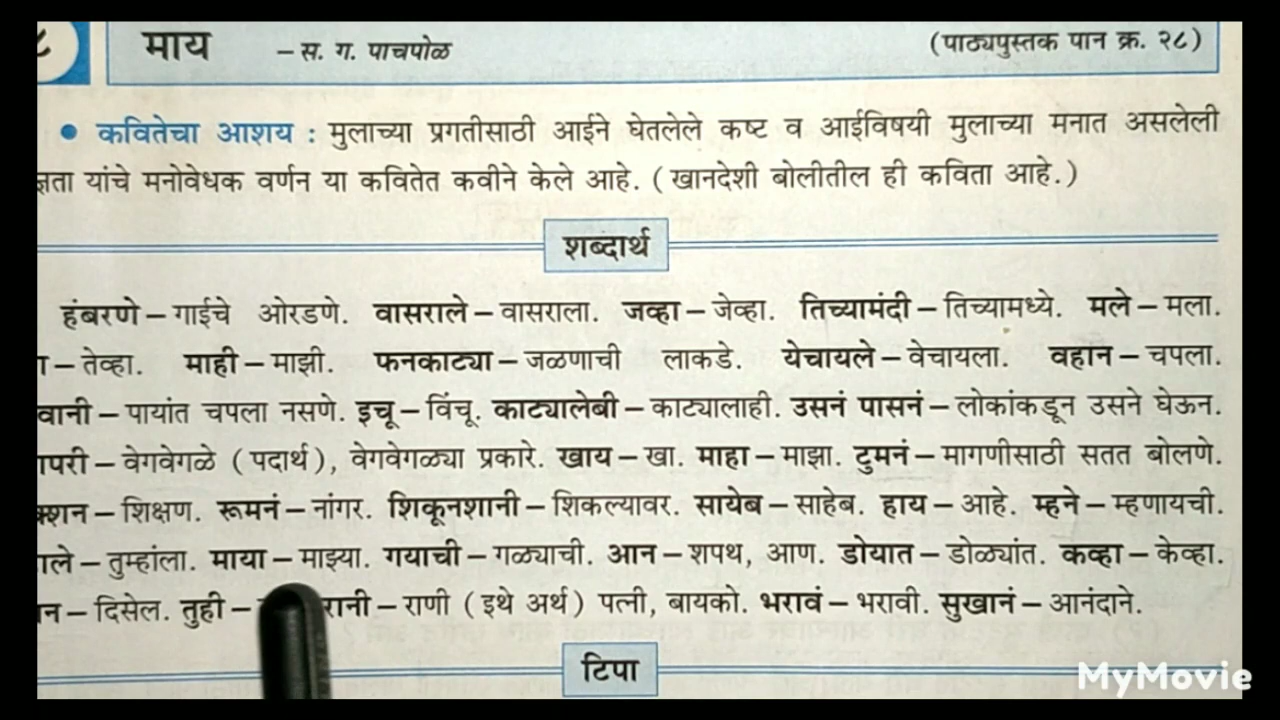 ८ माय – स. ग. पाचपोळ (पाठ्यपुस्तक पान क्र. २८)
• कवितेचा आशय : मुलाच्या प्रगतीसाठी आईने घेतलेले कष्ट व आईविषयी मुलाच्या मनात असलेली
ज्ञता यांचे मनोवेधक वर्णन या कवितेत कवीने केले आहे. (खानदेशी बोलीतील ही कविता आहे.)
शब्दार्थ
हंबरणे – गाईचे ओरडणे. वासराले – वासराला. जव्हा – जेव्हा. तिच्यामंदी – तिच्यामध्ये. मले – मला.
– तेव्हा. माही – माझी. फनकाट्या – जळणाची लाकडे. येचायले – वेचायला. वहान – चपला.
वानी – पायांत चपला नसणे. इचू – विंचू. काट्यालेबी – काट्यालाही. उसनं पासनं – लोकांकडून उसने घेऊन.
परी – वेगवेगळे (पदार्थ), वेगवेगळ्या प्रकारे. खाय – खा. माहा – माझा. टुमनं – मागणीसाठी सतत बोलणे.
क्शन – शिक्षण. रूमनं – नांगर. शिकूनशानी – शिकल्यावर. सायेब – साहेब. हाय – आहे. म्हने – म्हणायची.
ले – तुम्हांला. माया – माझ्या. गयाची – गळ्याची. आन – शपथ, आण. डोयात – डोळ्यांत. कव्हा – केव्हा.
न – दिसेल. तुही – रानी – राणी (इथे अर्थ) पत्नी, बायको. भरावं – भरावी. सुखानं – आनंदाने.
टिपा
MyMovie